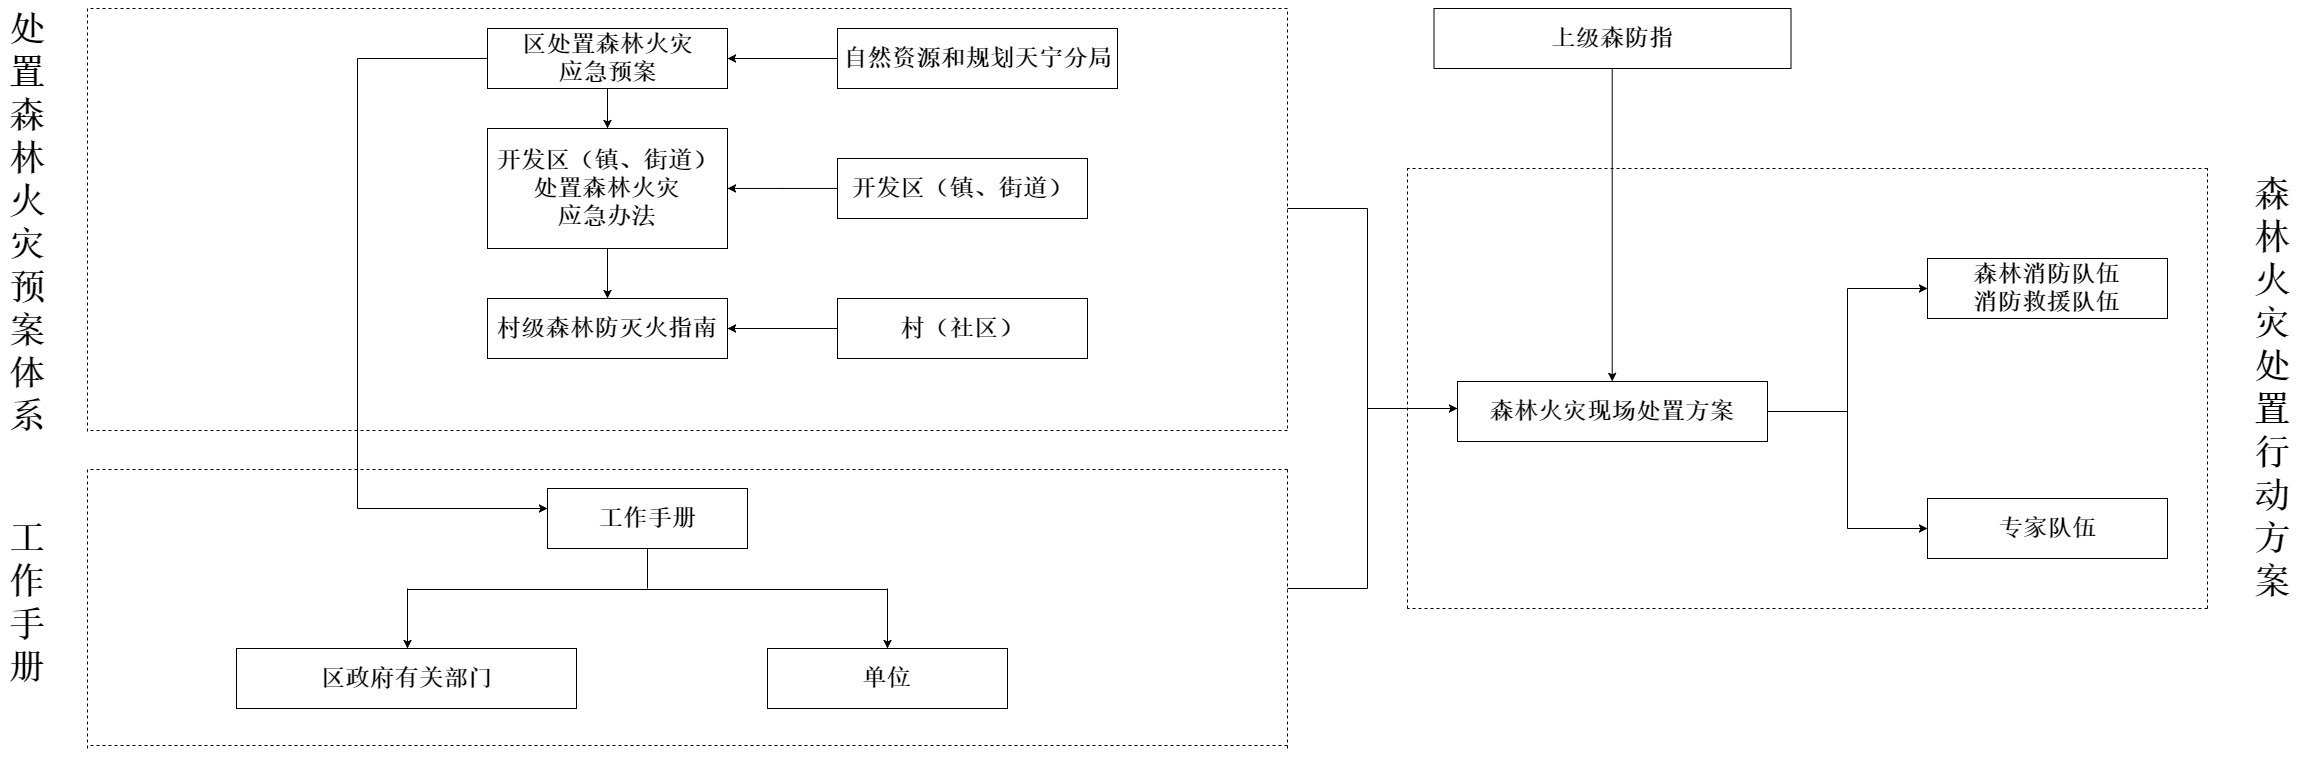 处置森林火灾预案体系
区处置森林火灾
应急预案
自然资源和规划天宁分局
开发区（镇、街道）
处置森林火灾
应急办法
开发区（镇、街道）
村级森林防灭火指南
村（社区）
工作手册
工作手册
区政府有关部门
单位
上级森防指
森林火灾现场处置方案
森林消防队伍
消防救援队伍
专家队伍
森林火灾处置行动方案